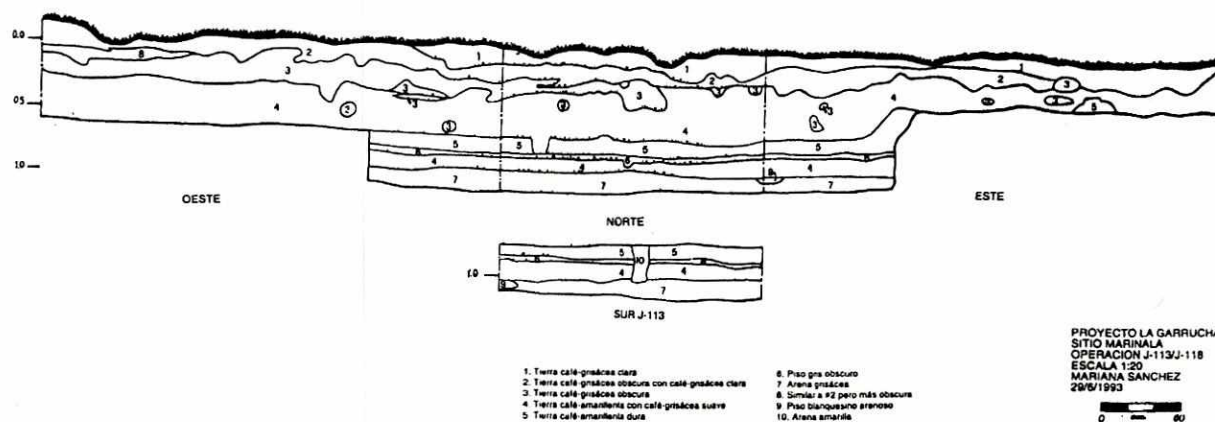 0.0
0.5
1.0
OESTE
NORTE
ESTE
1.0
SUR J-113
1. Tierra café-grisácea clara
2. Tierra café-grisácea obscura con café-grisácea clara
3. Tierra café-grisácea obscura
4 Tierra café-amarillenta con café-grisácea suave
5 Tierra café-amarillenta dura
6. Piso gris obscuro
7 Arena grisácea
8. Similar a #2 pero más obscura
9 Piso blanquesino arenoso
10. Arena amarilla
PROYECTO LA GARRUCHA
SITIO MARINALA
OPERACION J-113/J-118
ESCALA 1:20
MARIANA SANCHEZ
29/6/1993
0
60